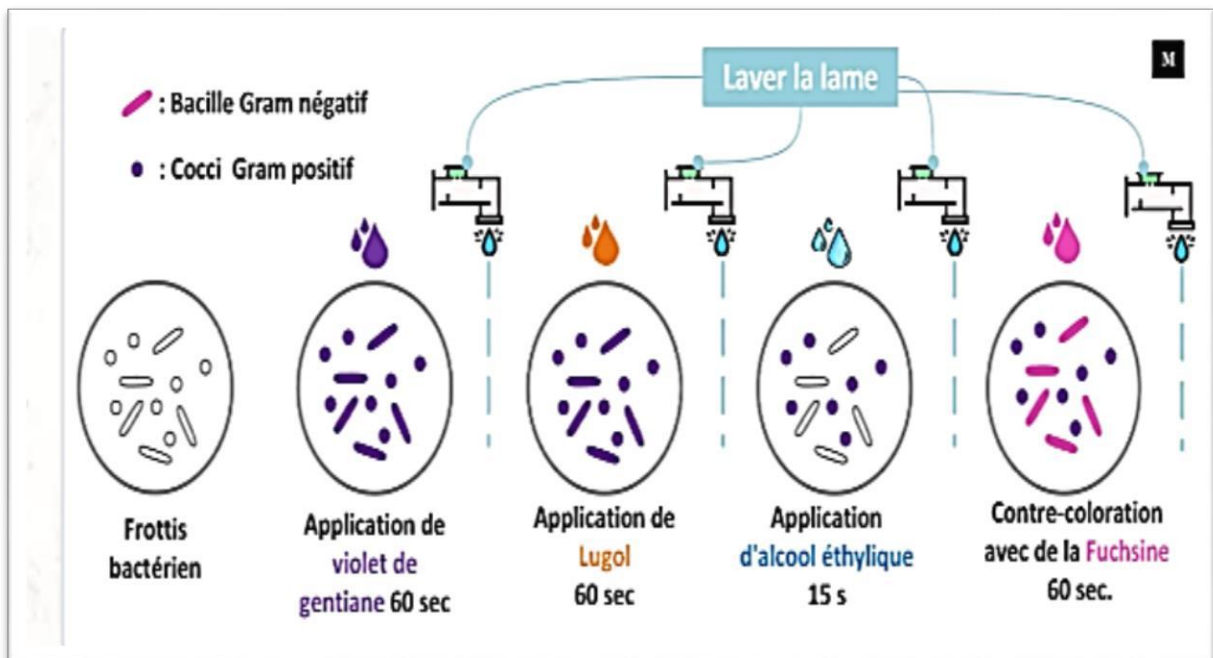 Laver la lame
M
: Bacille Gram négatif
: Cocci Gram positif
Frottis
bactérien
Application de
violet de
gentiane 60 sec
Application de
Lugol
60 sec
Application
d'alcool éthylique
15 s
Contre-coloration
avec de la Fuchsine
60 sec.